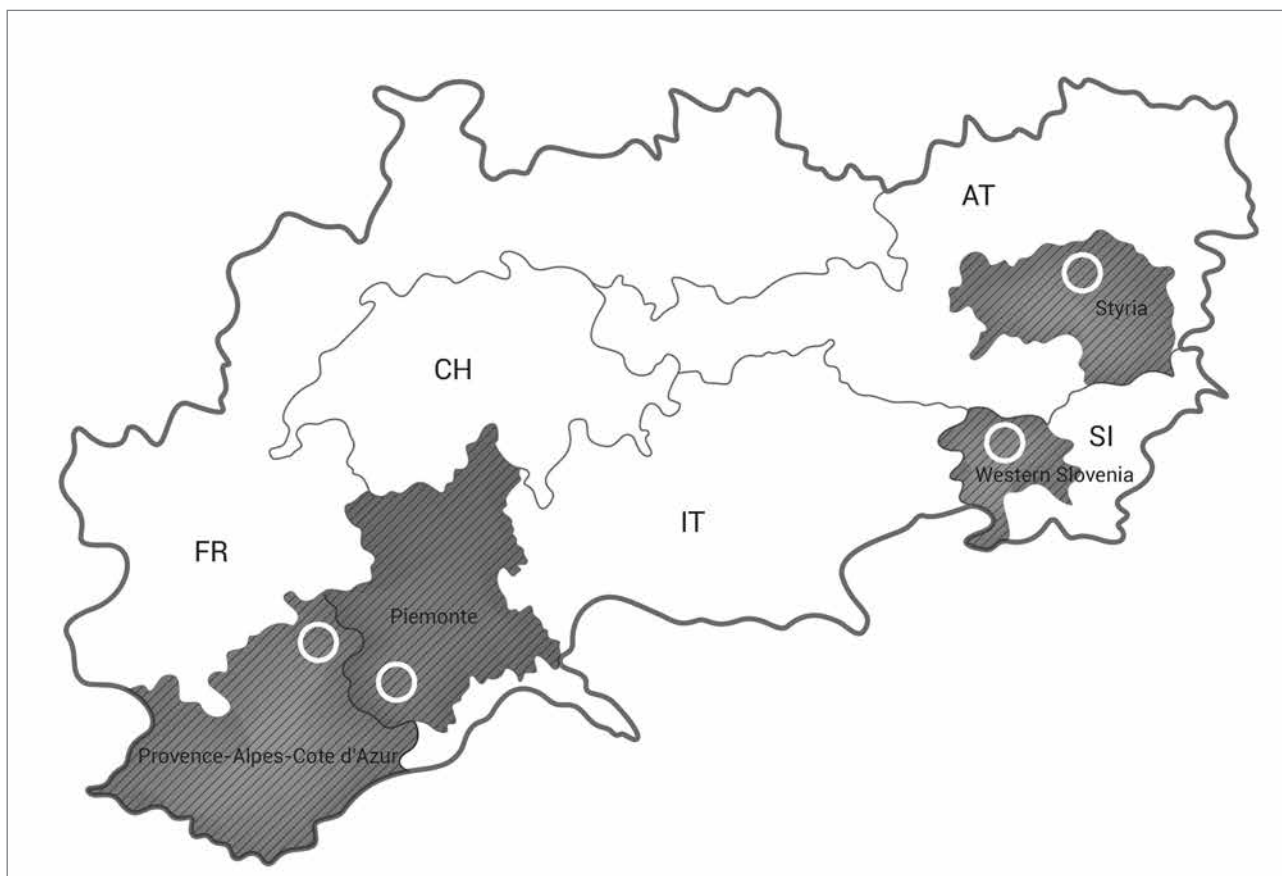 AT
Styria
CH
SI
Western Slovenia
IT
FR
Piemonte
Provence-Alpes-Cote d'Azur